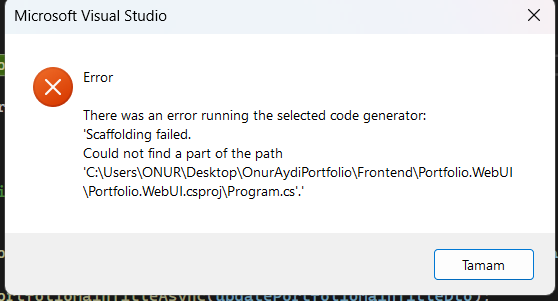 Microsoft Visual Studio
Error
There was an error running the selected code generator:
'Scaffolding failed.
Could not find a part of the path
'C:\Users\ONUR\Desktop\OnurAydiPortfolio\Frontend\Portfolio.WebUI
\Portfolio.WebUI.csproj\Program.cs'.'
Tamam